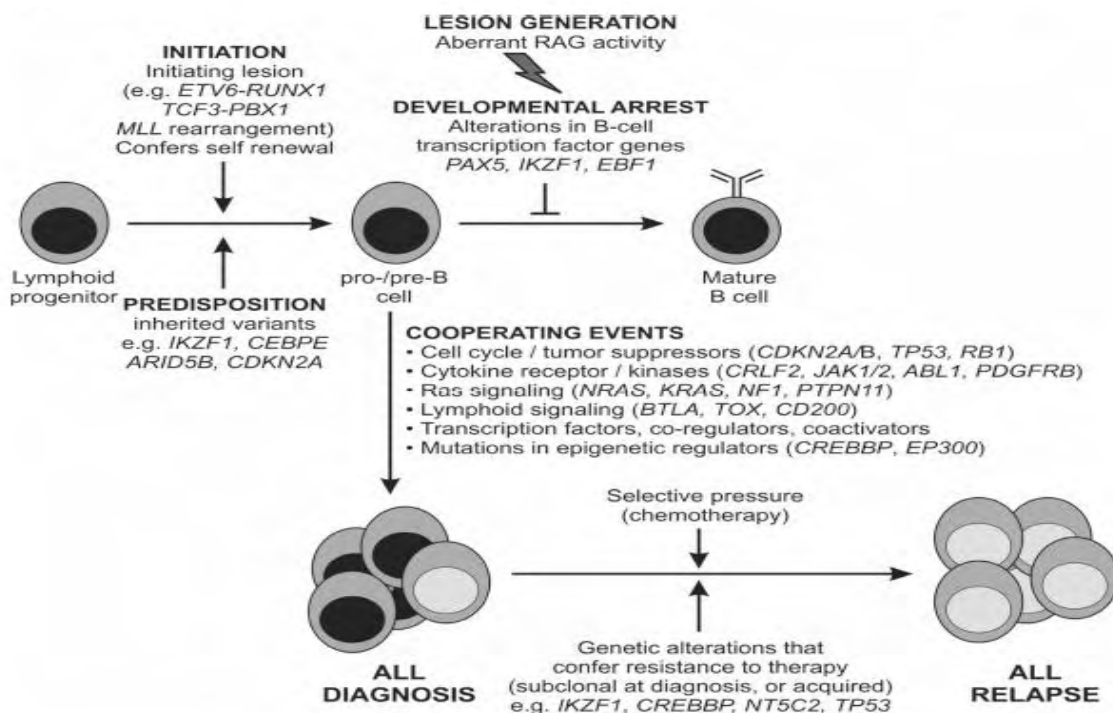 LESION GENERATION
Aberrant RAG activity
INITIATION
Initiating lesion
(e.g. ETV6-RUNX1
TCF3-PBX1
MLL rearrangement)
Confers self renewal
DEVELOPMENTAL ARREST
Alterations in B-cell
transcription factor genes
PAX5, IKZF1, EBF1
Lymphoid
progenitor
pro-/pre-B
cell
Mature
B cell
PREDISPOSITION
inherited variants
e.g. IKZF1, CEBPE
ARID5B, CDKN2A
COOPERATING EVENTS
• Cell cycle / tumor suppressors (CDKN2A/B, TP53, RB1)
• Cytokine receptor / kinases (CRLF2, JAK1/2, ABL1, PDGFRB)
• Ras signaling (NRAS, KRAS, NF1, PTPN11)
• Lymphoid signaling (BTLA, TOX, CD200)
• Transcription factors, co-regulators, coactivators
• Mutations in epigenetic regulators (CREBBP, EP300)
Selective pressure
(chemotherapy)
ALL
DIAGNOSIS
Genetic alterations that
confer resistance to therapy
(subclonal at diagnosis, or acquired)
e.g. IKZF1, CREBBP, NT5C2, TP53
ALL
RELAPSE